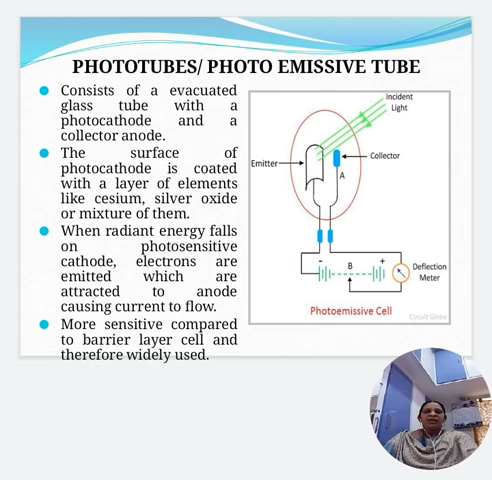 PHOTOTUBES/ PHOTO EMISSIVE TUBE
Consists of a evacuated
glass tube with a
photocathode and a
collector anode.
The surface of
photocathode is coated
with a layer of elements
like cesium, silver oxide
or mixture of them.
When radiant energy falls
on photosensitive
cathode, electrons are
emitted which are
attracted to anode
causing current to flow.
More sensitive compared
to barrier layer cell and
therefore widely used.
Incident
Light
Emitter
Collector
A
- B +
Deflection
Meter
Photoemissive Cell
Circuit Globe